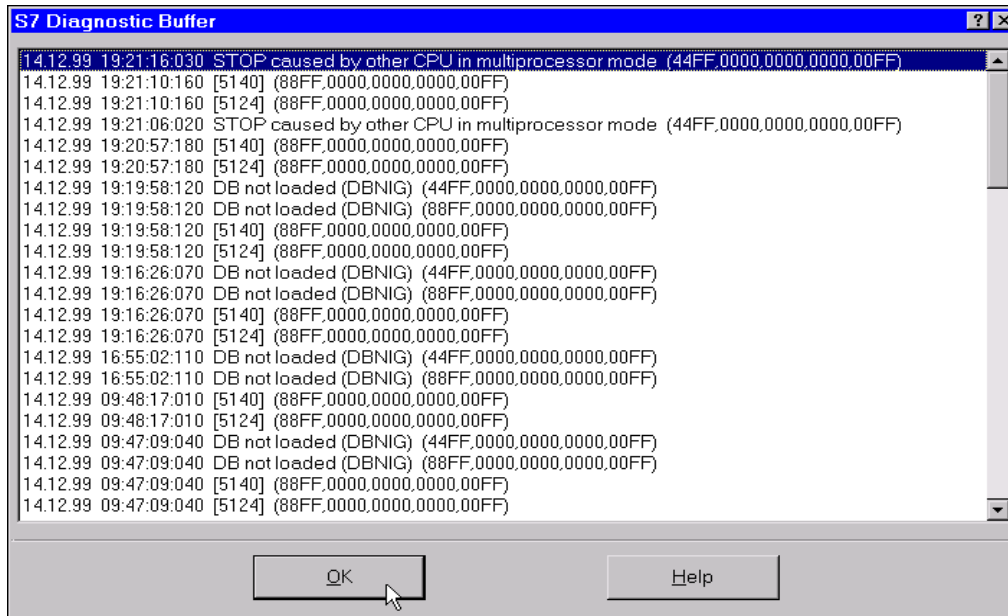 S7 Diagnostic Buffer
14.12.99 19:21:16:030 STOP caused by other CPU in multiprocessor mode (44FF,0000,0000,0000,00FF)
14.12.99 19:21:10:160 [5140] (88FF,0000,0000,0000,00FF)
14.12.99 19:21:10:160 [5124] (88FF,0000,0000,0000,00FF)
14.12.99 19:21:06:020 STOP caused by other CPU in multiprocessor mode (44FF,0000,0000,0000,00FF)
14.12.99 19:20:57:180 [5140] (88FF,0000,0000,0000,00FF)
14.12.99 19:20:57:180 [5124] (88FF,0000,0000,0000,00FF)
14.12.99 19:19:58:120 DB not loaded (DBNIG) (44FF,0000,0000,0000,00FF)
14.12.99 19:19:58:120 DB not loaded (DBNIG) (88FF,0000,0000,0000,00FF)
14.12.99 19:19:58:120 [5140] (88FF,0000,0000,0000,00FF)
14.12.99 19:19:58:120 [5124] (88FF,0000,0000,0000,00FF)
14.12.99 19:16:26:070 DB not loaded (DBNIG) (44FF,0000,0000,0000,00FF)
14.12.99 19:16:26:070 DB not loaded (DBNIG) (88FF,0000,0000,0000,00FF)
14.12.99 19:16:26:070 [5140] (88FF,0000,0000,0000,00FF)
14.12.99 19:16:26:070 [5124] (88FF,0000,0000,0000,00FF)
14.12.99 16:55:02:110 DB not loaded (DBNIG) (44FF,0000,0000,0000,00FF)
14.12.99 16:55:02:110 DB not loaded (DBNIG) (88FF,0000,0000,0000,00FF)
14.12.99 09:48:17:010 [5140] (88FF,0000,0000,0000,00FF)
14.12.99 09:48:17:010 [5124] (88FF,0000,0000,0000,00FF)
14.12.99 09:47:09:040 DB not loaded (DBNIG) (44FF,0000,0000,0000,00FF)
14.12.99 09:47:09:040 DB not loaded (DBNIG) (88FF,0000,0000,0000,00FF)
14.12.99 09:47:09:040 [5140] (88FF,0000,0000,0000,00FF)
14.12.99 09:47:09:040 [5124] (88FF,0000,0000,0000,00FF)
OK Help